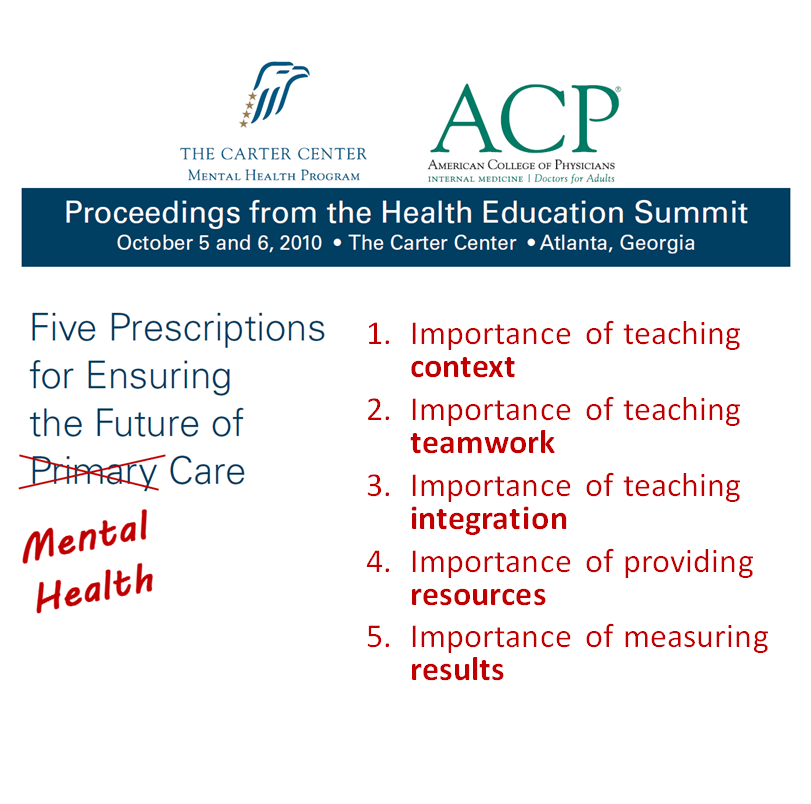 THE CARTER CENTER
MENTAL HEALTH PROGRAM
ACP®
AMERICAN COLLEGE OF PHYSICIANS
INTERNAL MEDICINE | Doctors for Adults
Proceedings from the Health Education Summit
October 5 and 6, 2010 • The Carter Center • Atlanta, Georgia
Five Prescriptions
for Ensuring
the Future of
Primary Care
Mental
Health
1. Importance of teaching
context
2. Importance of teaching
teamwork
3. Importance of teaching
integration
4. Importance of providing
resources
5. Importance of measuring
results